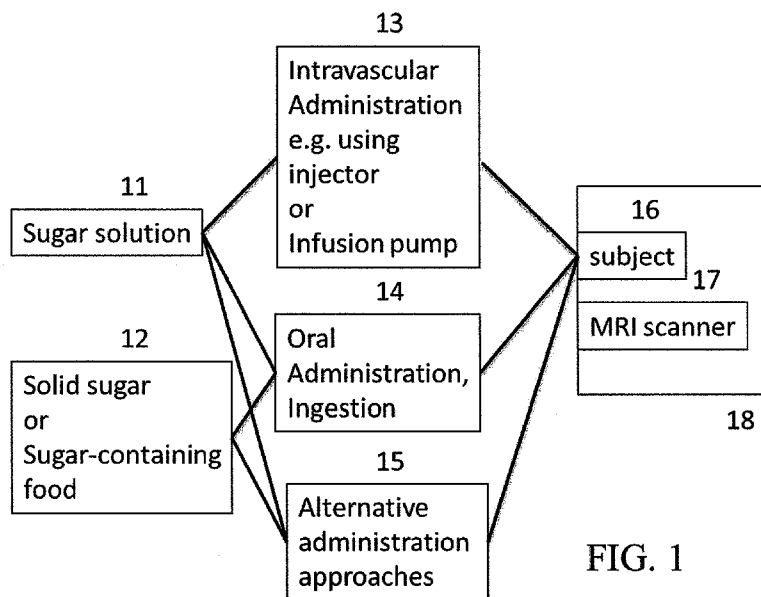 13
Intravascular
Administration
e.g. using
injector
or
Infusion pump
11
Sugar solution
16
subject
17
MRI scanner
18
14
Oral
Administration,
Ingestion
12
Solid sugar
or
Sugar-containing
food
15
Alternative
administration
approaches
FIG. 1